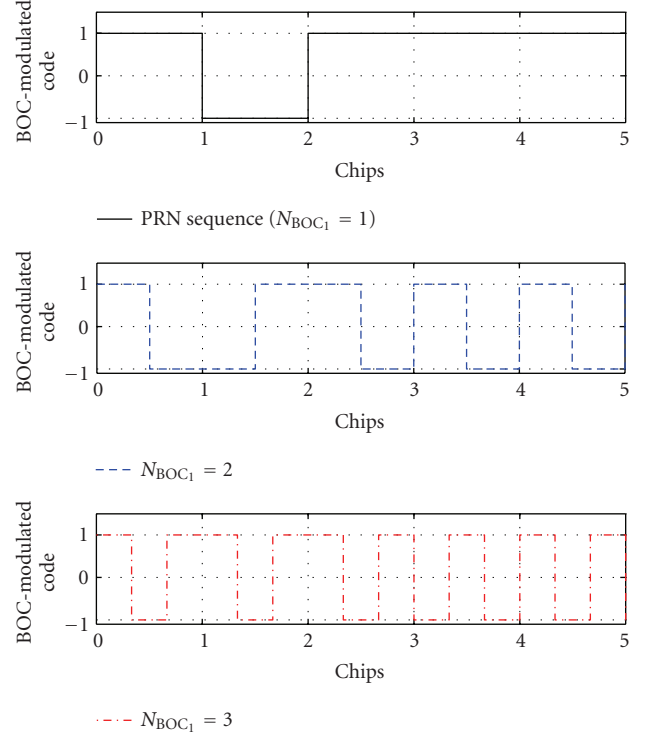 BOC-modulated
code
1
0
−1
0 1 2 3 4 5
Chips
PRN sequence (N_BOC₁ = 1)
BOC-modulated
code
1
0
−1
0 1 2 3 4 5
Chips
N_BOC₁ = 2
BOC-modulated
code
1
0
−1
0 1 2 3 4 5
Chips
N_BOC₁ = 3